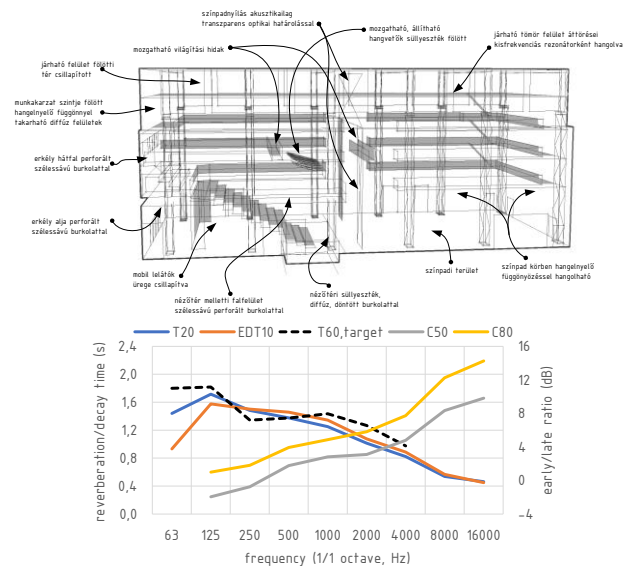 színpadnyílás akusztikailag
transzparens optikai határolással
mozgatható, állítható
hangvetők süllyeszték fölött
járható tömör felület áttörései
kisfrekvenciás rezonátorként hangolva
mozgatható világítási hidak
járható felület fölötti
tér csillapított
munkakarzat szintje fölött
hangelnyelő függönnyel
takarható diffúz felületek
erkély hátfal perforált
szélessávú burkolattal
erkély alja perforált
szélessávú burkolattal
mobil lelátók
ürege csillapítva
nézőtér melletti falfelület
szélessávú perforált burkolattal
nézőtéri süllyeszték,
diffúz, döntött burkolattal
színpadi terület
színpad körben hangelnyelő
függönyözéssel hangolható
T20 EDT10 T60,target C50 C80
reverberation/decay time (s)
2,4
2,0
1,6
1,2
0,8
0,4
0,0
16
12
8
4
0
-4
early/late ratio (dB)
63 125 250 500 1000 2000 4000 8000 16000
frequency (1/1 octave, Hz)